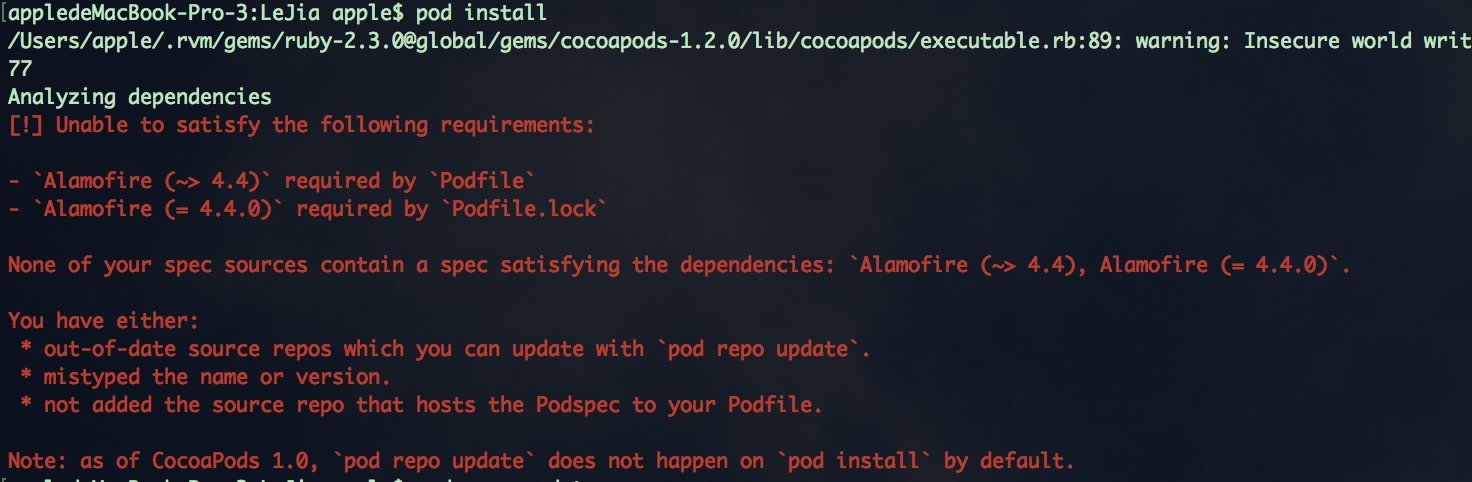 [appledeMacBook-Pro-3:LeJia apple$ pod install
/Users/apple/.rvm/gems/ruby-2.3.0@global/gems/cocoapods-1.2.0/lib/cocoapods/executable.rb:89: warning: Insecure world writ
77
Analyzing dependencies
[!] Unable to satisfy the following requirements:
- `Alamofire (~> 4.4)` required by `Podfile`
- `Alamofire (= 4.4.0)` required by `Podfile.lock`
None of your spec sources contain a spec satisfying the dependencies: `Alamofire (~> 4.4), Alamofire (= 4.4.0)`.
You have either:
* out-of-date source repos which you can update with `pod repo update`.
* mistyped the name or version.
* not added the source repo that hosts the Podspec to your Podfile.
Note: as of CocoaPods 1.0, `pod repo update` does not happen on `pod install` by default.